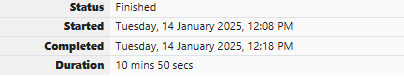 Status Finished
Started Tuesday, 14 January 2025, 12:08 PM
Completed Tuesday, 14 January 2025, 12:18 PM
Duration 10 mins 50 secs